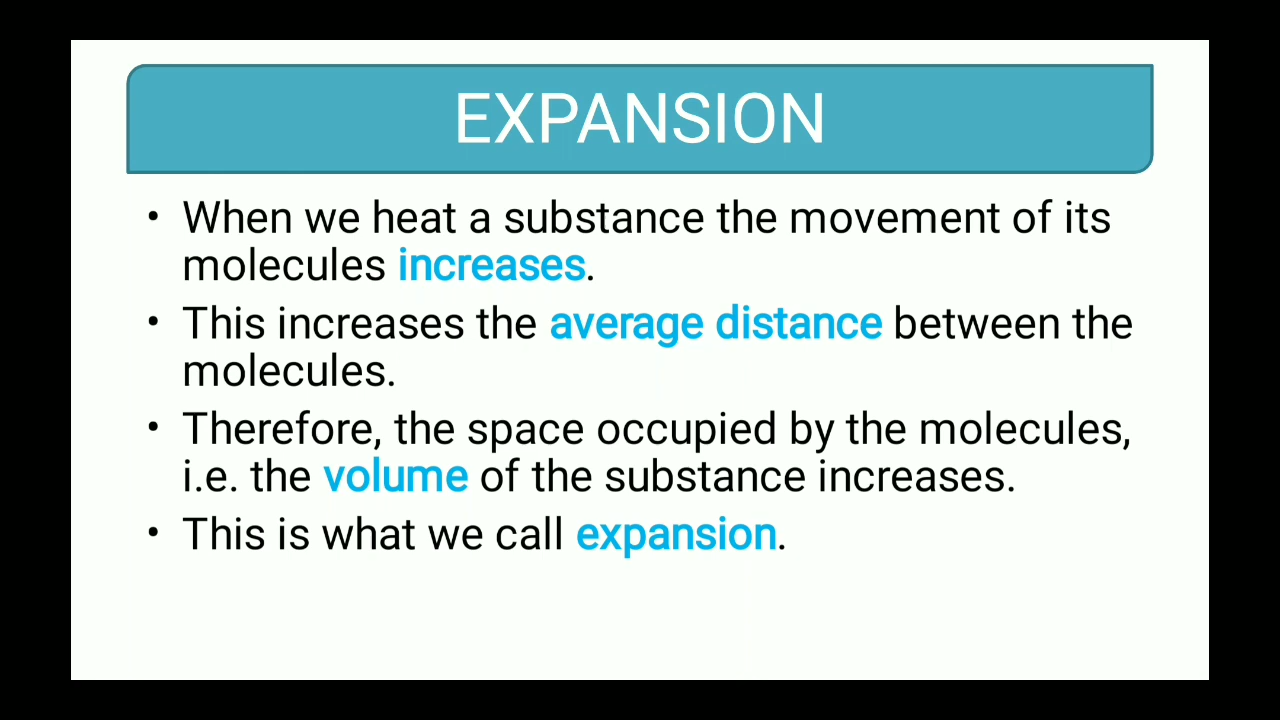 EXPANSION
• When we heat a substance the movement of its
molecules increases.
• This increases the average distance between the
molecules.
• Therefore, the space occupied by the molecules,
i.e. the volume of the substance increases.
• This is what we call expansion.